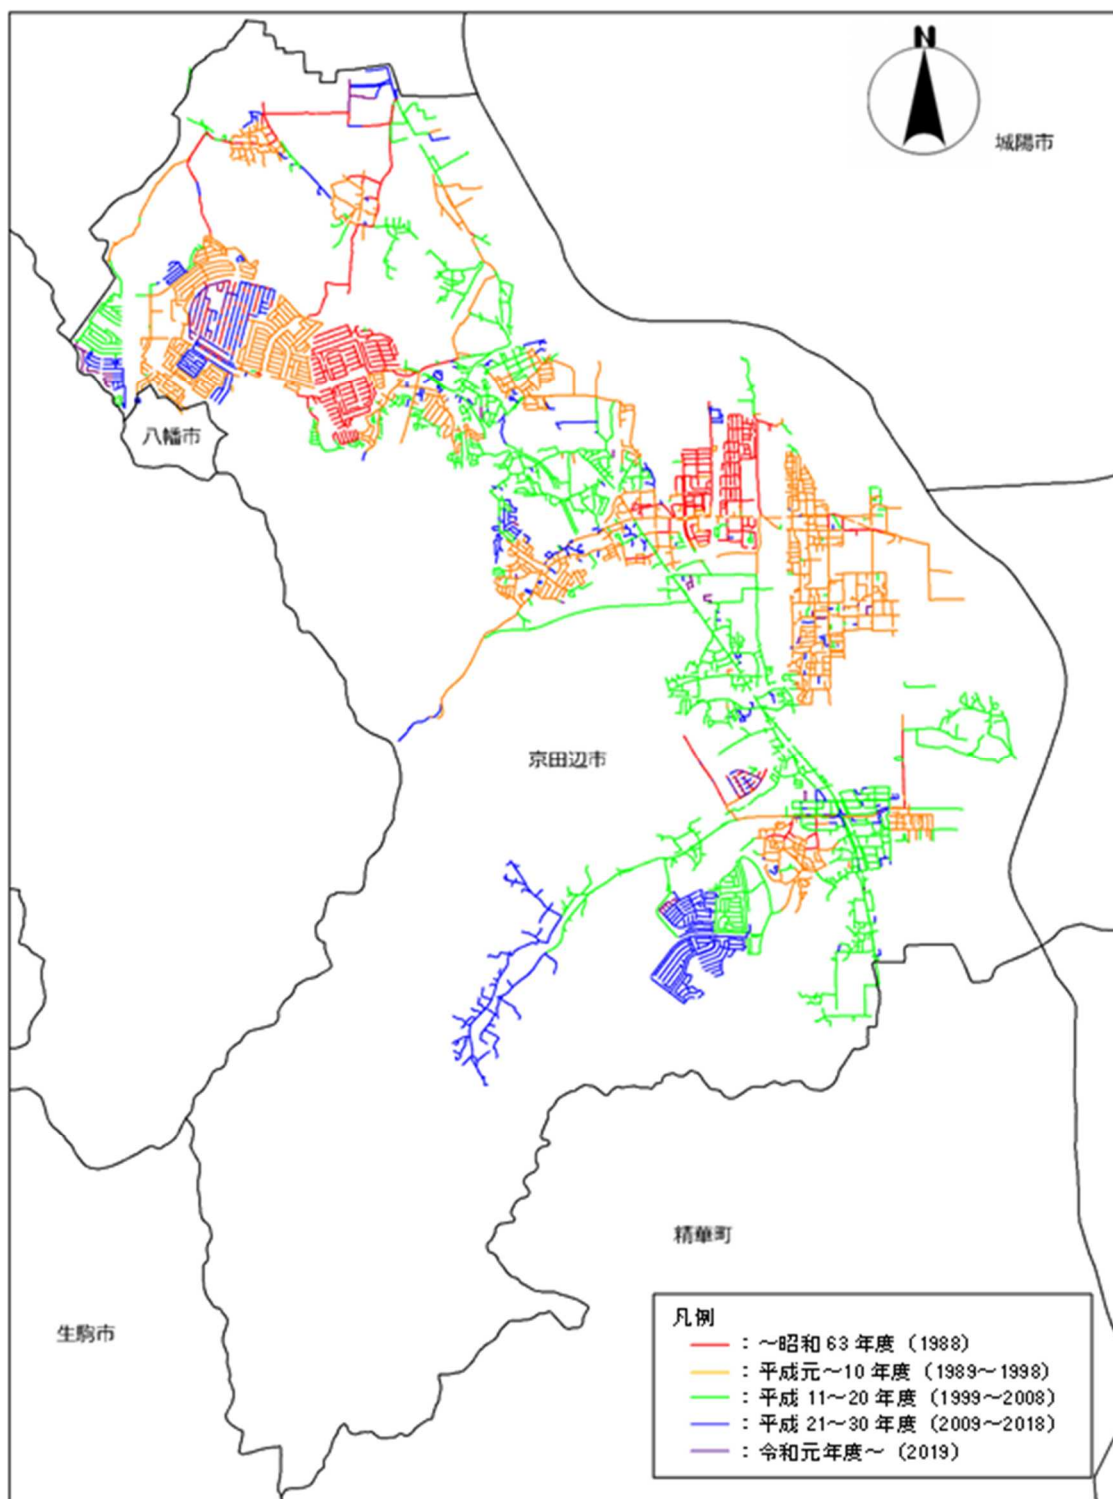 N
城陽市
八幡市
京田辺市
精華町
生駒市
凡例
：～昭和 63 年度（1988）
：平成元～10 年度（1989～1998）
：平成 11～20 年度（1999～2008）
：平成 21～30 年度（2009～2018）
：令和元年度～（2019）